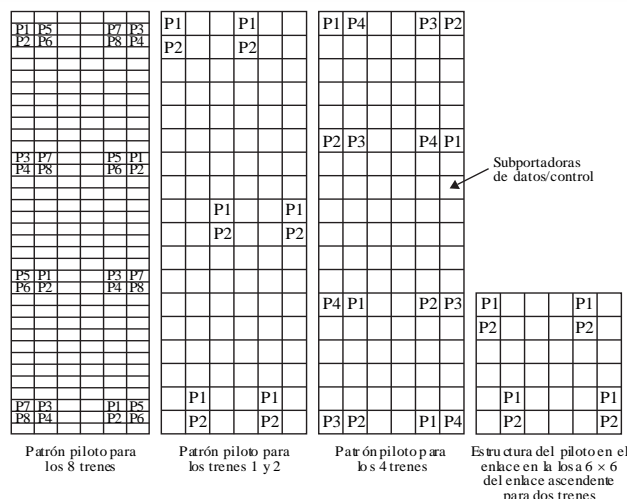 P1 P5 P7 P3
P2 P6 P8 P4
P3 P7 P5 P1
P4 P8 P6 P2
P5 P1 P3 P7
P6 P2 P4 P8
P7 P3 P1 P5
P8 P4 P2 P6
Patrón piloto para
los 8 trenes
P1 P1
P2 P2
P1 P1
P2 P2
P1 P1
P2 P2
Patrón piloto para
los trenes 1 y 2
P1 P4 P3 P2
P2 P3 P4 P1
P4 P1 P2 P3
P3 P2 P1 P4
Patrón piloto para
los 4 trenes
Subportadoras
de datos/control
P1 P1
P2 P2
P1 P1
P2 P2
Estructura del piloto en el
enlace en la losa 6 × 6
del enlace ascendente
para dos trenes